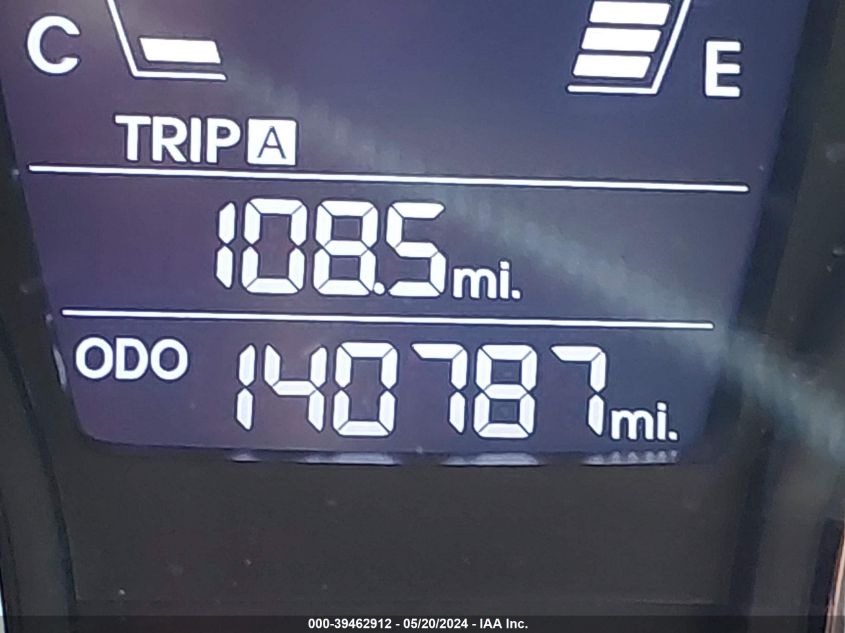 C E
TRIP A
108.5 mi.
ODO 140787 mi.
000-39462912 - 05/20/2024 - IAA Inc.